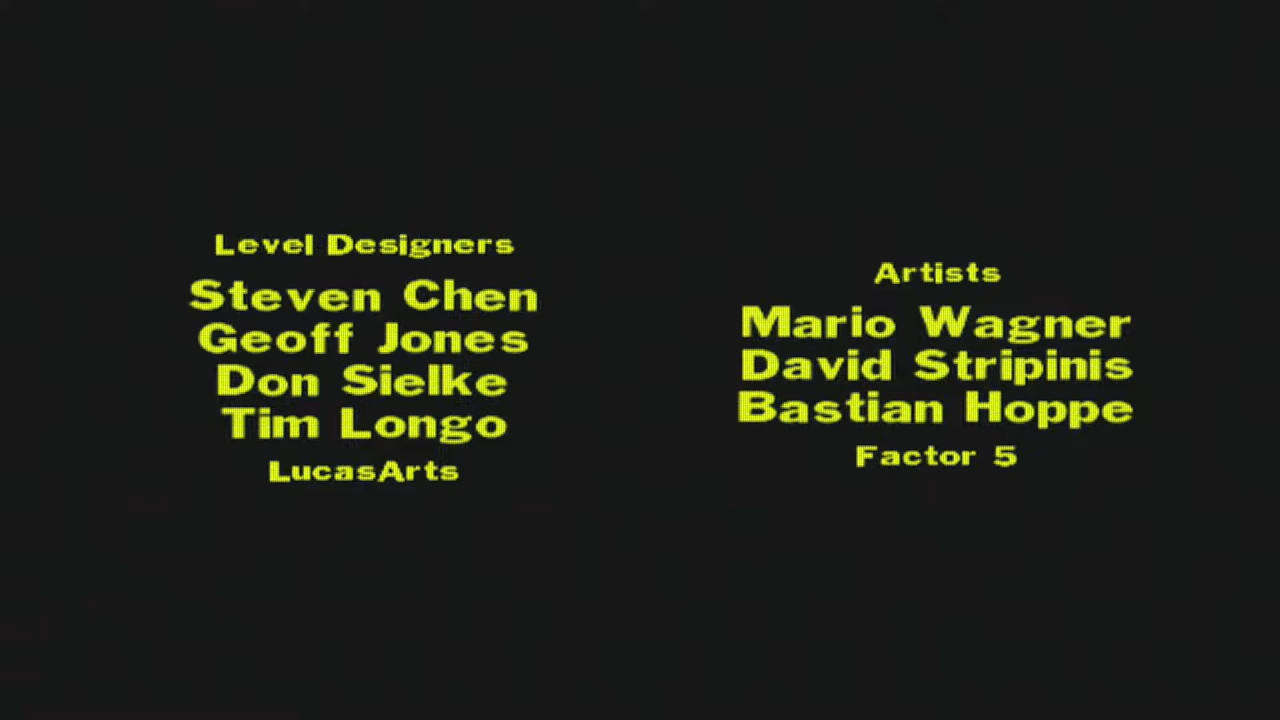 Level Designers
Steven Chen
Geoff Jones
Don Sielke
Tim Longo
LucasArts
Artists
Mario Wagner
David Stripinis
Bastian Hoppe
Factor 5